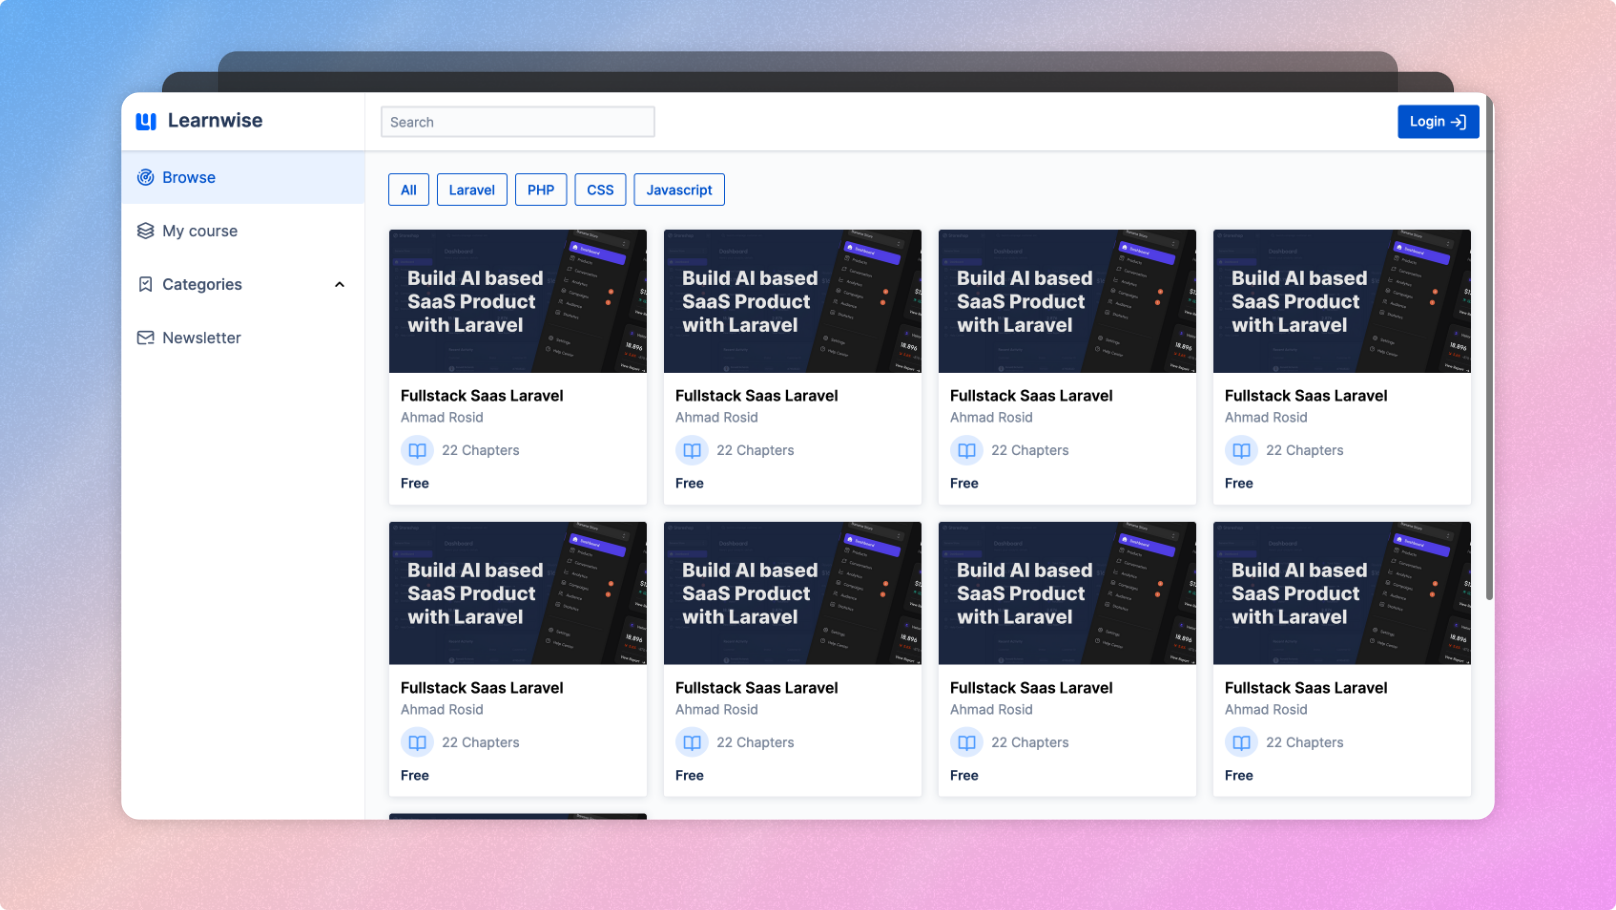 Learnwise
Search
Login
Browse
All
Laravel
PHP
CSS
Javascript
My course
Categories
Newsletter
Build AI based
SaaS Product
with Laravel
Build AI based
SaaS Product
with Laravel
Build AI based
SaaS Product
with Laravel
Build AI based
SaaS Product
with Laravel
Fullstack Saas Laravel
Ahmad Rosid
22 Chapters
Free
Fullstack Saas Laravel
Ahmad Rosid
22 Chapters
Free
Fullstack Saas Laravel
Ahmad Rosid
22 Chapters
Free
Fullstack Saas Laravel
Ahmad Rosid
22 Chapters
Free
Build AI based
SaaS Product
with Laravel
Build AI based
SaaS Product
with Laravel
Build AI based
SaaS Product
with Laravel
Build AI based
SaaS Product
with Laravel
Fullstack Saas Laravel
Ahmad Rosid
22 Chapters
Free
Fullstack Saas Laravel
Ahmad Rosid
22 Chapters
Free
Fullstack Saas Laravel
Ahmad Rosid
22 Chapters
Free
Fullstack Saas Laravel
Ahmad Rosid
22 Chapters
Free